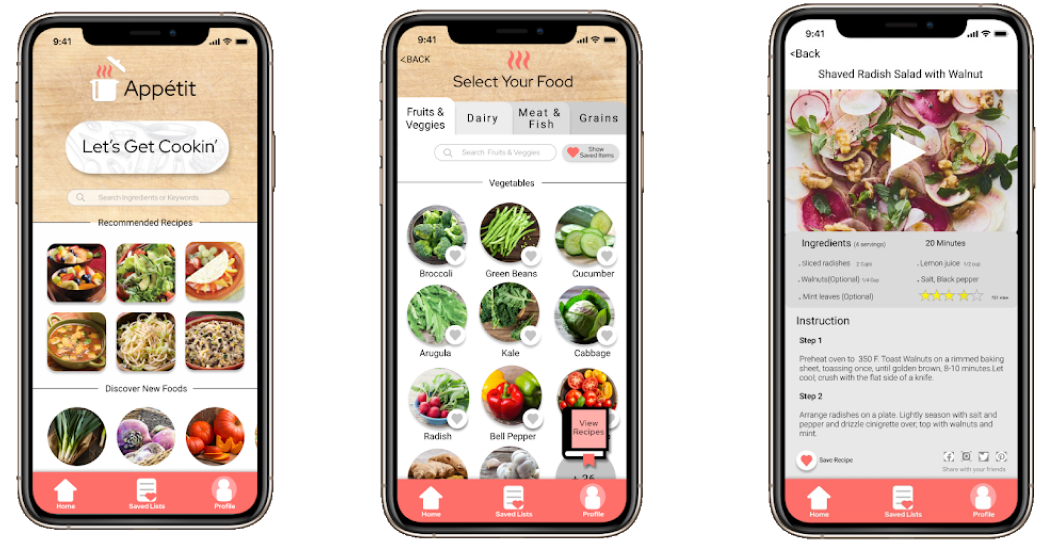 9:41
Appétit
Let's Get Cookin'
Search Ingredients or Keywords
Recommended Recipes
Discover New Foods
Home
Saved Lists
Profile
9:41
<BACK
Select Your Food
Fruits &
Veggies
Dairy
Meat &
Fish
Grains
Search Fruits & Veggies
Show
Saved Items
Vegetables
Broccoli
Green Beans
Cucumber
Arugula
Kale
Cabbage
Radish
Bell Pepper
View
Recipes
+ 36
Home
Saved Lists
Profile
9:41
<Back
Shaved Radish Salad with Walnut
Ingredients (4 servings)
20 Minutes
. Sliced radishes 2 Cups
. Lemon juice 1/2 cup
. Walnuts(Optional) 1/4 Cup
. Salt, Black pepper
. Mint leaves (Optional)
Instruction
Step 1
Preheat oven to 350 F. Toast Walnuts on a rimmed baking
sheet, toassing once, until golden brown, 8-10 minutes.Let
cool; crush with the flat side of a knife.
Step 2
Arrange radishes on a plate. Lightly season with salt and
pepper and drizzle cinigrette over; top with walnuts and
mint.
Save Recipe
Share with your friends
Home
Saved Lists
Profile